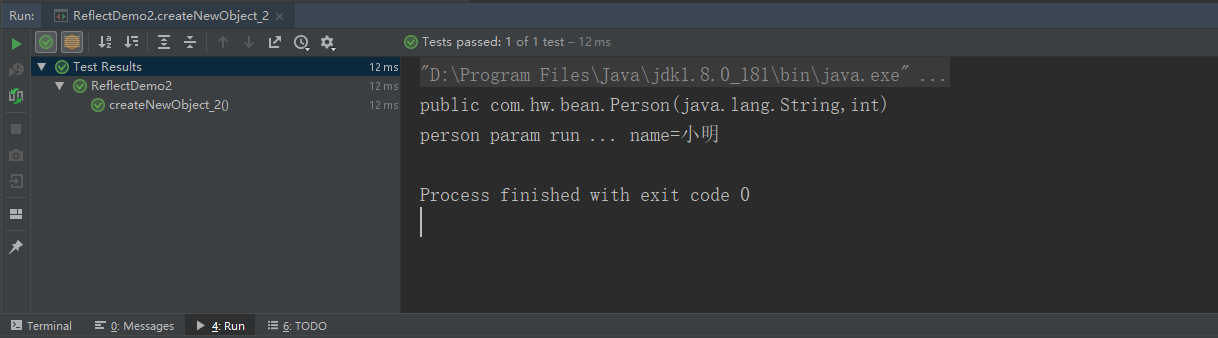 Run: ReflectDemo2.createNewObject_2 ×
Tests passed: 1 of 1 test – 12 ms
Test Results 12 ms
ReflectDemo2 12 ms
createNewObject_2() 12 ms
"D:\Program Files\Java\jdk1.8.0_181\bin\java.exe" ...
public com.hw.bean.Person(java.lang.String,int)
person param run ... name=小明
Process finished with exit code 0
Terminal 0: Messages 4: Run 6: TODO